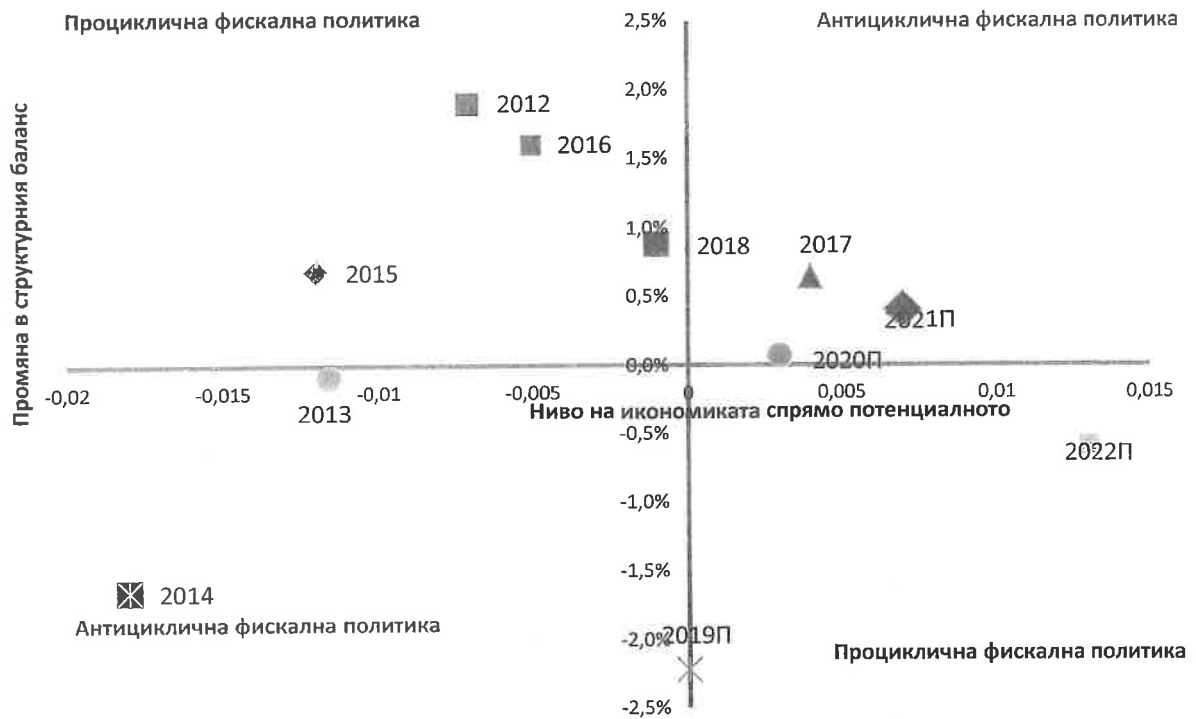 Проциклична фискална политика
2,5%
Антициклична фискална политика
Промяна в структурния баланс
2,0%
2012
2016
1,5%
1,0%
2018
2017
2015
0,5%
2021П
0,0%
2020П
-0,02
-0,015
-0,01
-0,005
0
0,005
0,01
0,015
2013
Ниво на икономиката спрямо потенциалното
-0,5%
2022П
-1,0%
-1,5%
2014
Антициклична фискална политика
-2,0%
2019П
Проциклична фискална политика
-2,5%